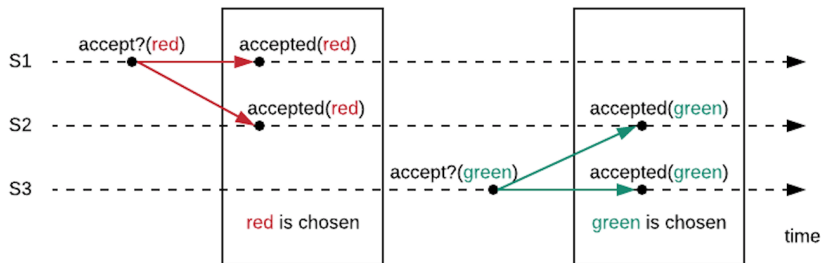 accept?(red)
accepted(red)
S1
accepted(red)
accepted(green)
S2
accept?(green)
accepted(green)
S3
red is chosen
green is chosen
time